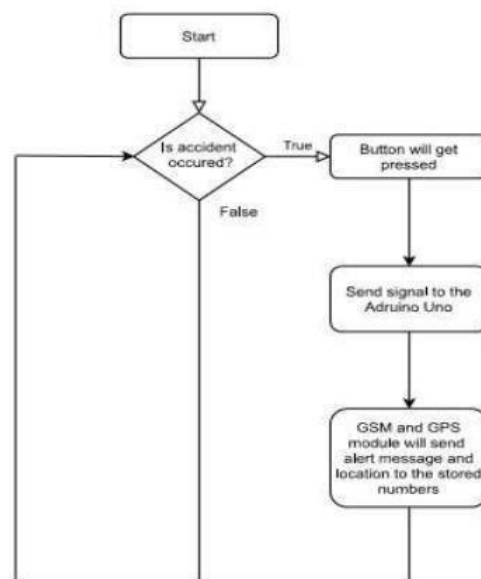 Start
Is accident
occured?
True
Button will get
pressed
False
Send signal to the
Adruino Uno
GSM and GPS
module will send
alert message and
location to the stored
numbers